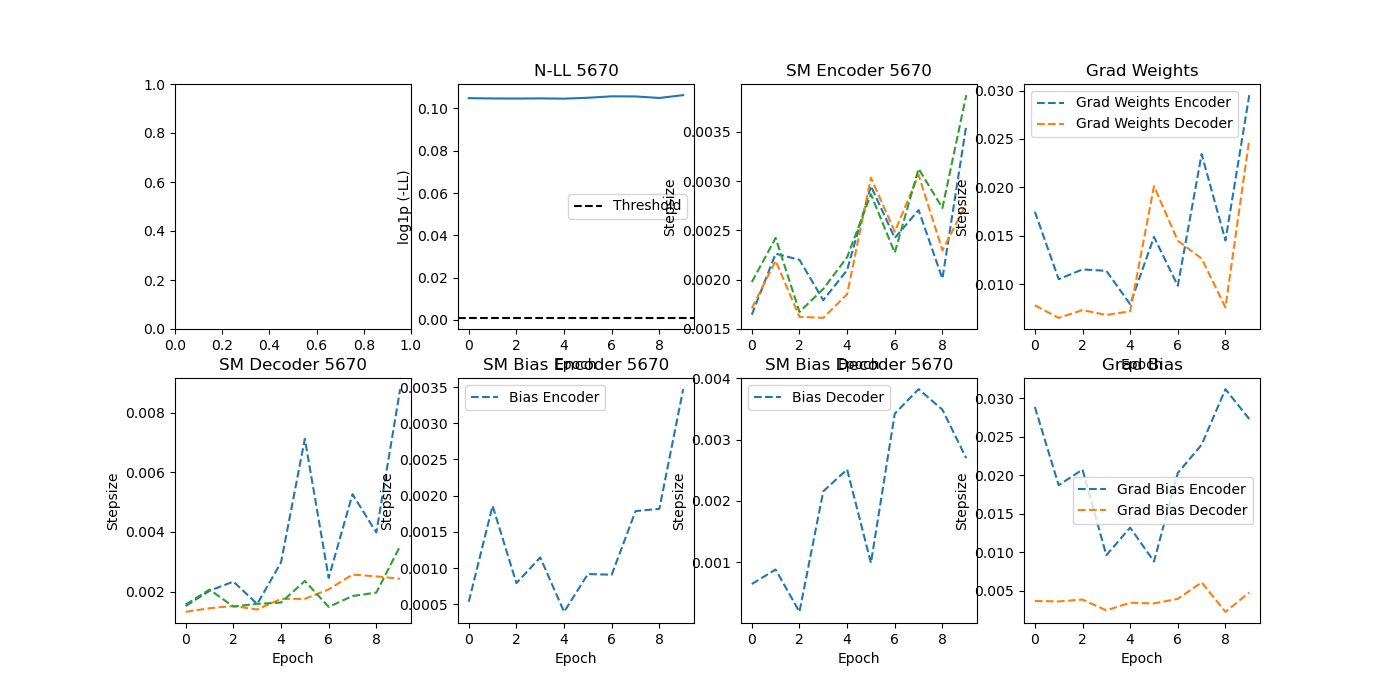 N-LL 5670
SM Encoder 5670
Grad Weights
1.0
0.8
0.6
0.4
0.2
0.0
0.0 0.2 0.4 0.6 0.8 1.0
log1p (-LL)
0.10
0.08
0.06
0.04
0.02
0.00
Threshold
0 2 4 6 8
Epoch
Stepsize
0.0035
0.0030
0.0025
0.0020
0.0015
0 2 4 6 8
Epoch
Stepsize
0.030
0.025
0.020
0.015
0.010
Grad Weights Encoder
Grad Weights Decoder
0 2 4 6 8
Epoch
SM Decoder 5670
SM Bias Encoder 5670
SM Bias Decoder 5670
Grad Bias
Stepsize
0.008
0.006
0.004
0.002
0 2 4 6 8
Epoch
Stepsize
0.0035
0.0030
0.0025
0.0020
0.0015
0.0010
0.0005
Bias Encoder
0 2 4 6 8
Epoch
Stepsize
0.004
0.003
0.002
0.001
Bias Decoder
0 2 4 6 8
Epoch
Stepsize
0.030
0.025
0.020
0.015
0.010
0.005
Grad Bias Encoder
Grad Bias Decoder
0 2 4 6 8
Epoch